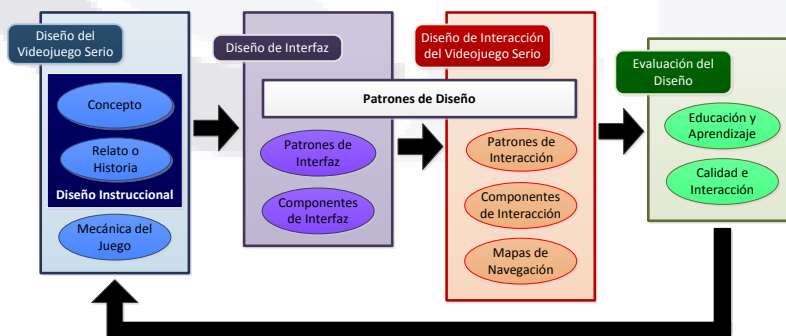 Diseño del
Videojuego Serio
Concepto
Relato o
Historia
Diseño Instruccional
Mecánica del
Juego
Diseño de Interfaz
Patrones de Diseño
Patrones de
Interfaz
Componentes
de Interfaz
Diseño de Interacción
del Videojuego Serio
Patrones de
Interacción
Componentes
de Interacción
Mapas de
Navegación
Evaluación del
Diseño
Educación y
Aprendizaje
Calidad e
Interacción